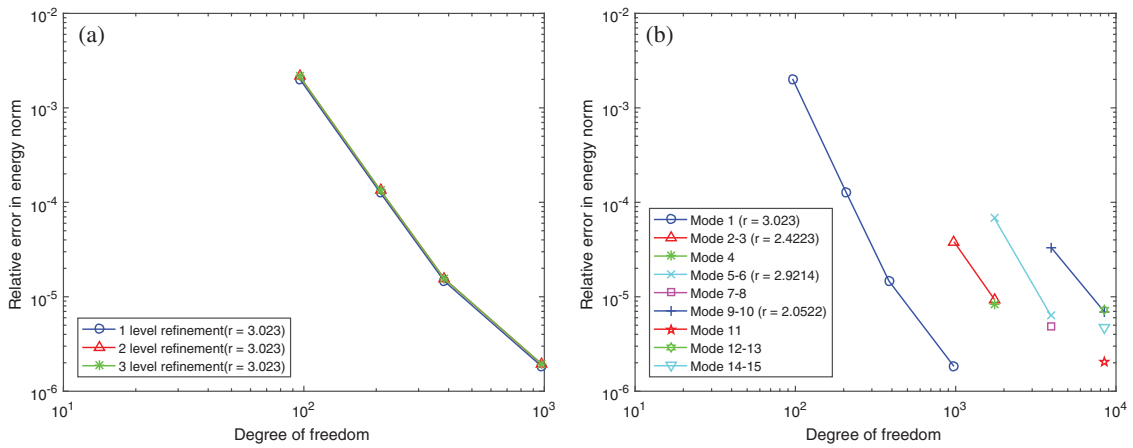 (a)
10^-2
10^-3
10^-4
10^-5
10^-6
Relative error in energy norm
1 level refinement(r = 3.023)
2 level refinement(r = 3.023)
3 level refinement(r = 3.023)
10^1
10^2
10^3
Degree of freedom
(b)
10^-2
10^-3
10^-4
10^-5
10^-6
Relative error in energy norm
Mode 1 (r = 3.023)
Mode 2-3 (r = 2.4223)
Mode 4
Mode 5-6 (r = 2.9214)
Mode 7-8
Mode 9-10 (r = 2.0522)
Mode 11
Mode 12-13
Mode 14-15
10^1
10^2
10^3
10^4
Degree of freedom